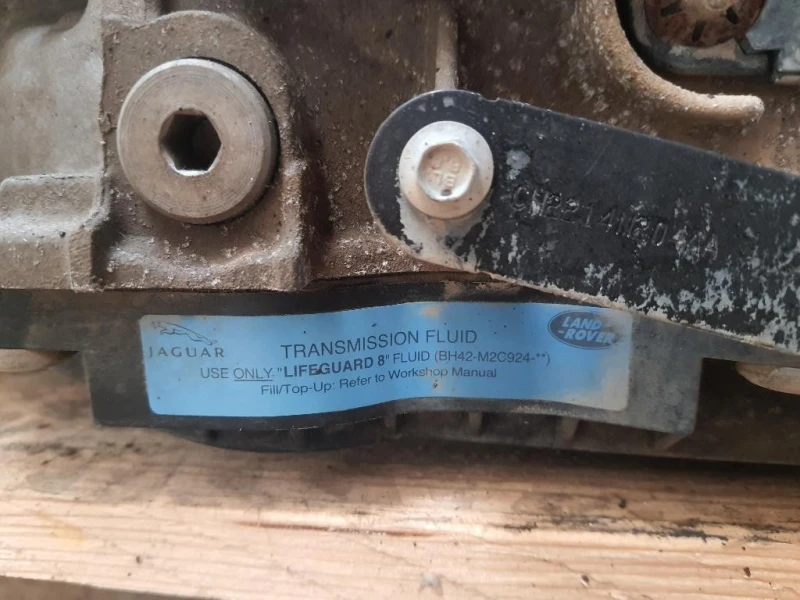 JAGUAR
TRANSMISSION FLUID
LAND
-ROVER
USE ONLY "LIFEGUARD 8" FLUID (BH42-M2C924-**)
Fill/Top-Up: Refer to Workshop Manual